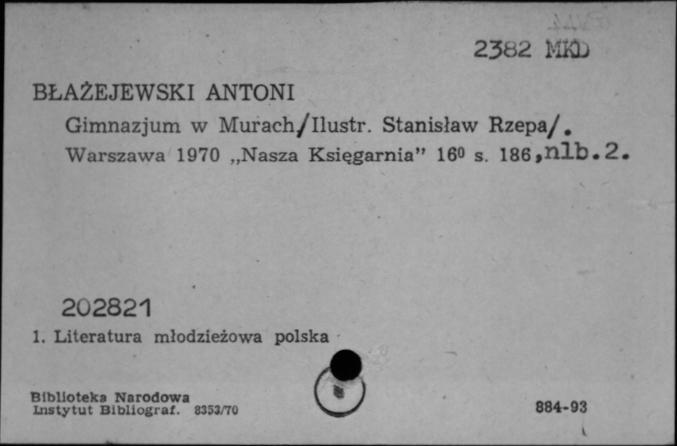 2382 MKD
BŁAŻEJEWSKI ANTONI
Gimnazjum w Murach/Ilustr. Stanisław Rzepa/.
Warszawa 1970 „Nasza Księgarnia” 16⁰ s. 186,nlb.2.
202821
1. Literatura młodzieżowa polska
Biblioteka Narodowa
Instytut Bibliograf. 8353/70
884-93